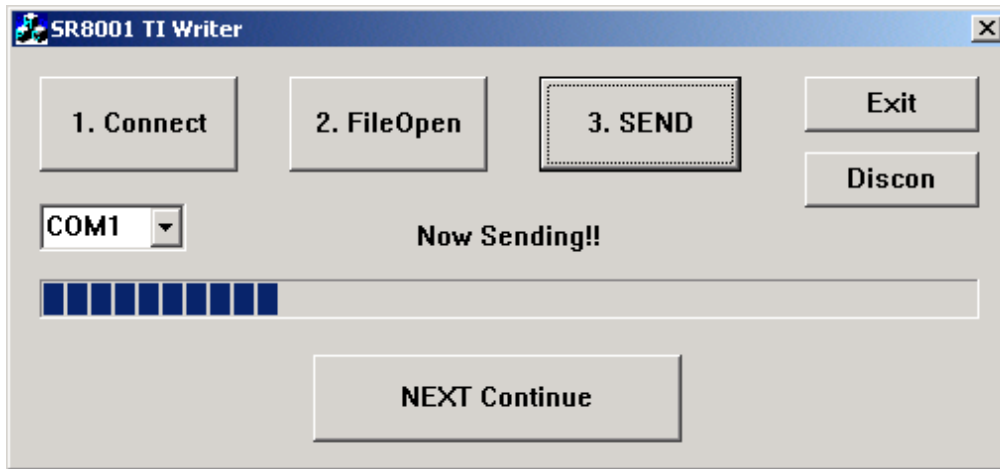 SR8001 TI Writer
1. Connect
2. FileOpen
3. SEND
Exit
Discon
COM1
Now Sending!!
NEXT Continue